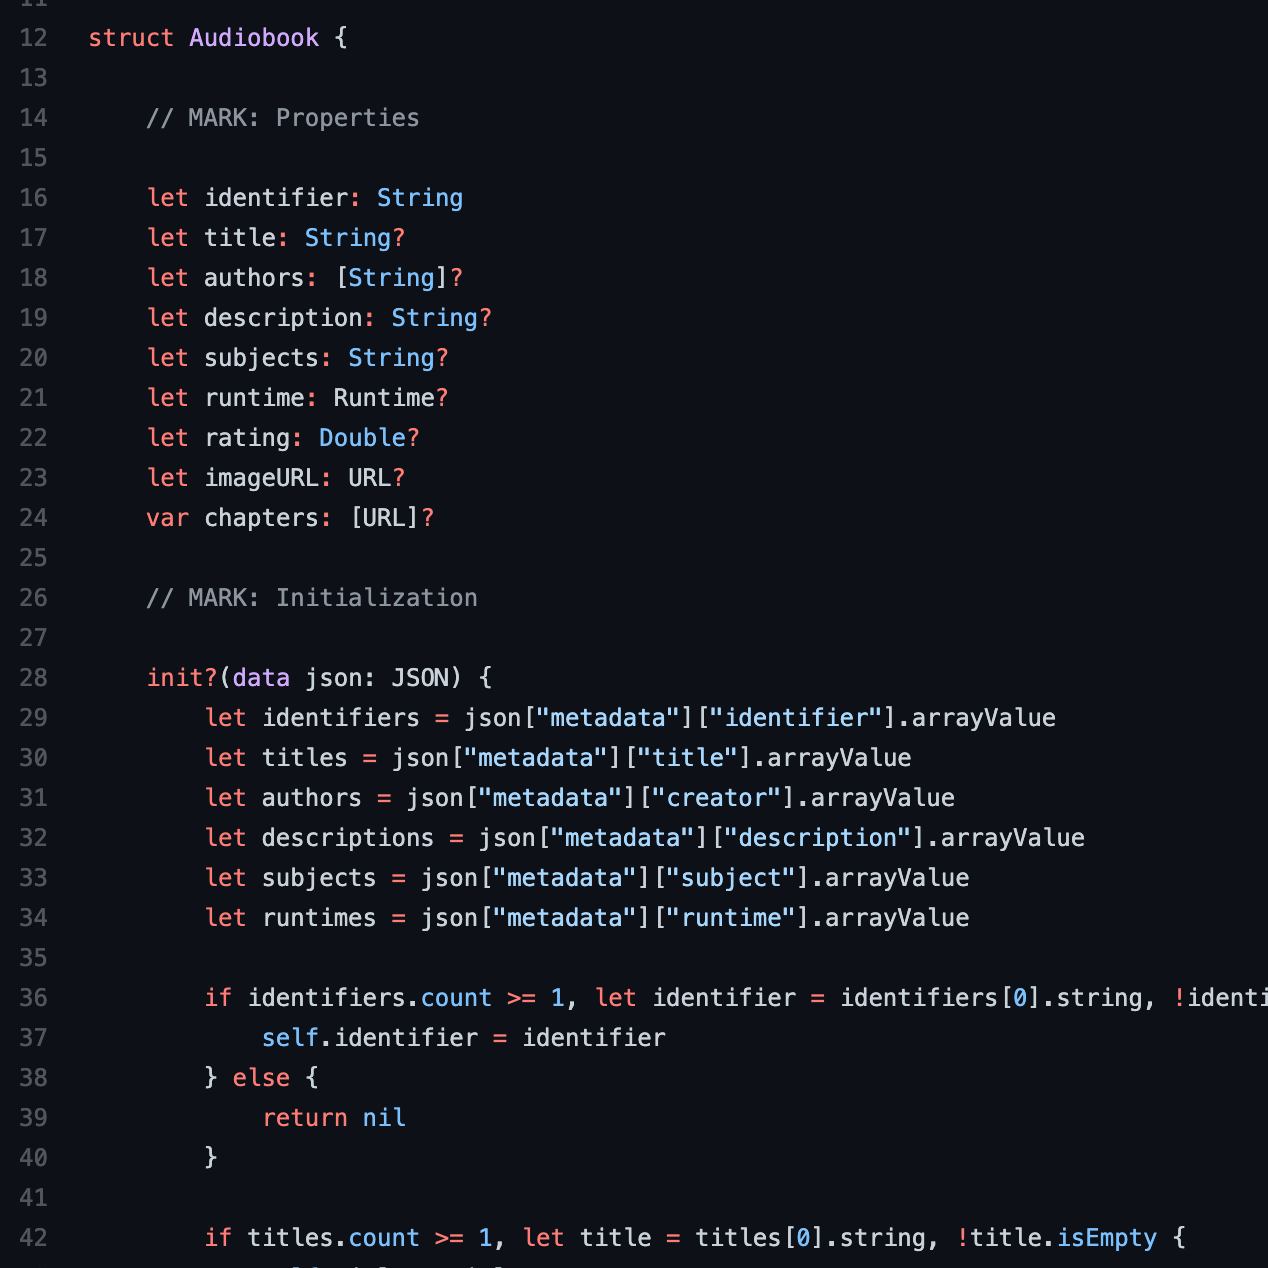 11
12 struct Audiobook {
13
14 // MARK: Properties
15
16 let identifier: String
17 let title: String?
18 let authors: [String]?
19 let description: String?
20 let subjects: String?
21 let runtime: Runtime?
22 let rating: Double?
23 let imageURL: URL?
24 var chapters: [URL]?
25
26 // MARK: Initialization
27
28 init?(data json: JSON) {
29 let identifiers = json["metadata"]["identifier"].arrayValue
30 let titles = json["metadata"]["title"].arrayValue
31 let authors = json["metadata"]["creator"].arrayValue
32 let descriptions = json["metadata"]["description"].arrayValue
33 let subjects = json["metadata"]["subject"].arrayValue
34 let runtimes = json["metadata"]["runtime"].arrayValue
35
36 if identifiers.count >= 1, let identifier = identifiers[0].string, !identi
37 self.identifier = identifier
38 } else {
39 return nil
40 }
41
42 if titles.count >= 1, let title = titles[0].string, !title.isEmpty {